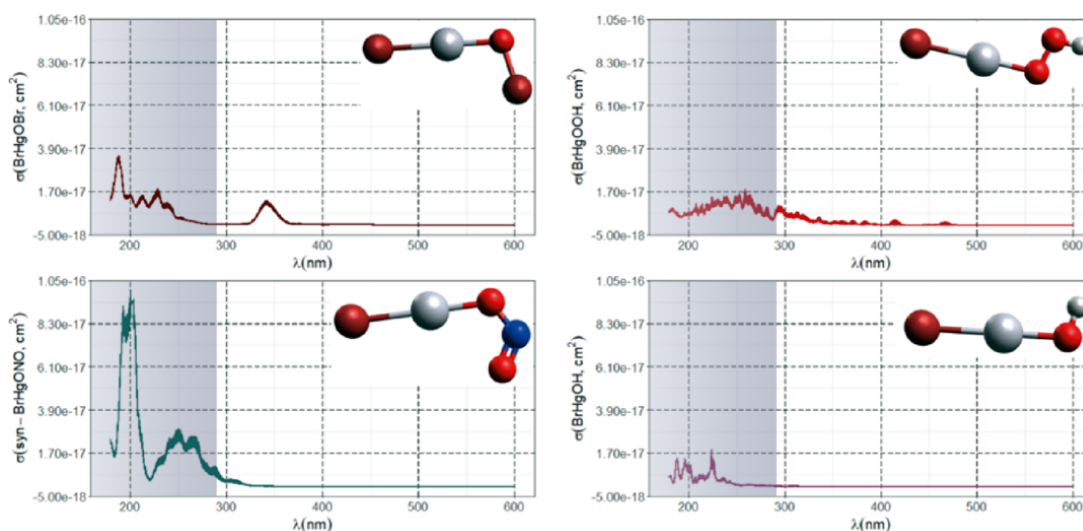 1.05e-16
8.30e-17
6.10e-17
3.90e-17
1.70e-17
-5.00e-18
σ(BrHgOBr, cm²)
200 300 400 500 600
λ(nm)
1.05e-16
8.30e-17
6.10e-17
3.90e-17
1.70e-17
-5.00e-18
σ(BrHgOOH, cm²)
200 300 400 500 600
λ(nm)
1.05e-16
8.30e-17
6.10e-17
3.90e-17
1.70e-17
-5.00e-18
σ(syn− BrHgONO, cm²)
200 300 400 500 600
λ(nm)
1.05e-16
8.30e-17
6.10e-17
3.90e-17
1.70e-17
-5.00e-18
σ(BrHgOH, cm²)
200 300 400 500 600
λ(nm)